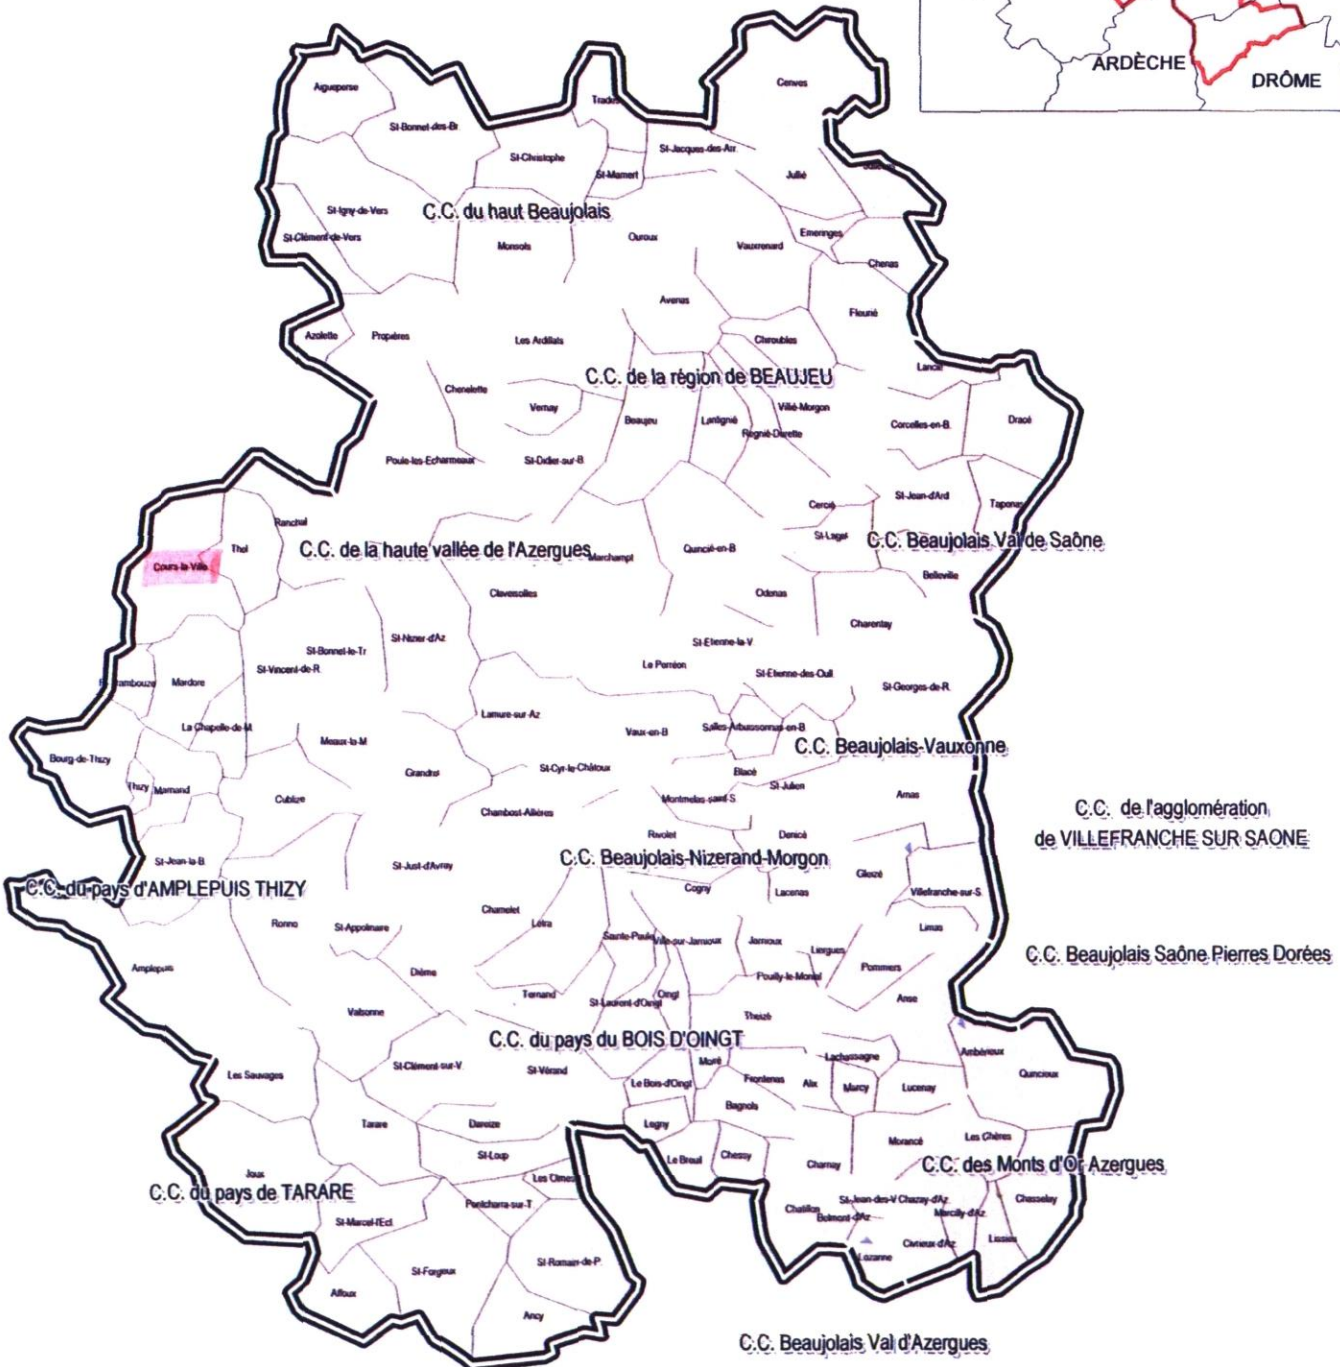 ARDÈCHE
DRÔME
Cenves
Aigueperse
Trades
St-Bonnet-des-Br
St-Jacques-des-Arr.
St-Christophe
St-Mamert
Jullié
St-Igny-de-Vers
C.C. du haut Beaujolais
St-Clément-de-Vers
Monsols
Ouroux
Vauxrenard
Emeringes
Chenas
Avenas
Fleurié
Azolette
Propières
Les Ardillats
Chiroubles
Lancié
C.C. de la région de BEAUJEU
Chenelette
Vernay
Beaujeu
Lantignié
Villié-Morgon
Régnié-Durette
Corcelles-en-B.
Dracé
Poule-les-Echarmeaux
St-Didier-sur-B
St-Jean-d'Ard
Taponas
Cercié
Ranchal
Thel
C.C. de la haute vallée de l'Azergues
Marchampt
Quincié-en-B
St-Lager
C.C. Beaujolais Val de Saône
Cours-la-Ville
Belleville
Claveisolles
Odenas
Charentay
St-Nizier-d'Az
St-Etienne-la-V
St-Bonnet-le-Tr
St-Vincent-de-R.
Le Perréon
St-Etienne-des-Oull
St-Georges-de-R.
Mardore
Lamure-sur-Az
La Chapelle-de-M.
Vaux-en-B
Salles-Arbuissonnas-en-B.
Meaux-la-M
C.C. Beaujolais-Vauxonne
Bourg-de-Thizy
Grandris
St-Cyr-le-Châtoux
Blacé
Thizy
Marnand
Cublize
Chambost-Allières
Montmelas-saint-S.
St-Julien
Arnas
C.C. de l'agglomération
de VILLEFRANCHE SUR SAONE
Rivolet
Denicé
St-Jean-la-B.
St-Just-d'Avray
C.C. Beaujolais-Nizerand-Morgon
Gleizé
C.C. du pays d'AMPLEPUIS THIZY
Cogny
Lacenas
Villefranche-sur-S.
Ronno
St-Appolinaire
Chamelet
Létra
Limas
Sainte-Paule
Ville-sur-Jarnioux
Jarnioux
Liergues
C.C. Beaujolais Saône Pierres Dorées
Amplepuis
Dième
Pouilly-le-Monial
Pommers
Ternand
St-Laurent-d'Oingt
Oingt
Anse
Valsonne
Theizé
C.C. du pays du BOIS D'OINGT
Moiré
Lachassagne
Ambérieux
Les Sauvages
St-Clément-sur-V.
St-Vérand
Le Bois-d'Oingt
Frontenas
Alix
Marcy
Lucenay
Quincieux
Bagnols
Tarare
Dareize
Legny
Morancé
Les Chères
St-Loup
Le Breuil
Chessy
Charnay
C.C. des Monts d'Or Azergues
Joux
Les Olmes
C.C. du pays de TARARE
Pontcharra-sur-T.
St-Jean-des-V
Chazay-d'Az.
Chasselay
Chatillon
Belmont-d'Az
Marcilly-d'Az.
St-Marcel-l'Ecl.
Civrieux-d'Az.
Lissieu
Lozanne
St-Forgeux
St-Romain-de-P.
Affoux
Ancy
C.C. Beaujolais Val d'Azergues